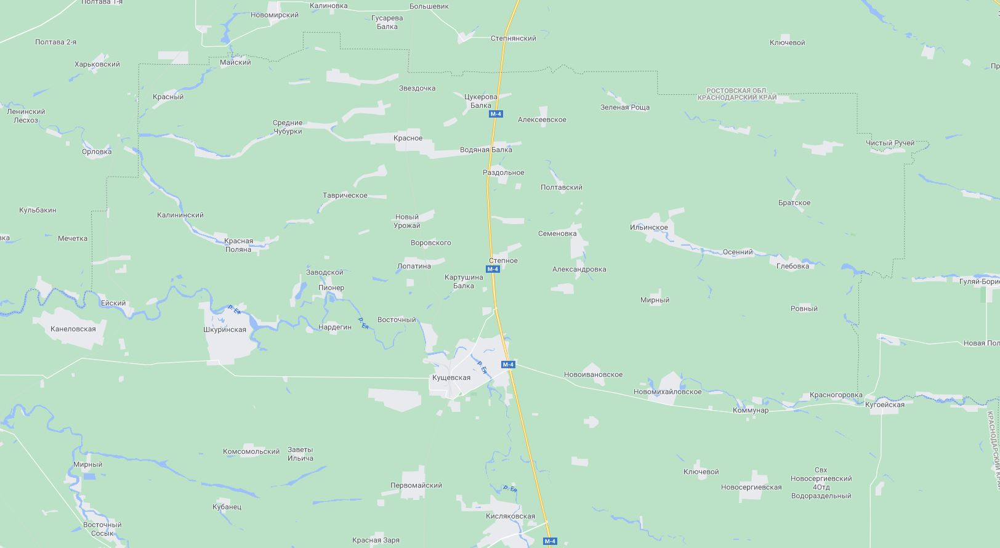 Полтава 1-я
Калиновка
Большевик
Новомирский
Гусарева
Балка
Степнянский
Полтава 2-я
Ключевой
Харьковский
Майский
Пр
Звездочка
РОСТОВСКАЯ ОБЛ.
КРАСНОДАРСКИЙ КРАЙ
Красный
Цукерова
Балка
М-4
Зеленая Роща
Ленинский
Лесхоз
Алексеевское
Средние
Чубурки
Красное
Чистый Ручей
Орловка
Водяная Балка
Раздольное
Полтавский
Таврическое
Братское
Кульбакин
Калининский
Новый
Урожай
Ильинское
Семеновка
вка
Мечетка
Красная
Поляна
Воровского
Осенний
Степное
М-4
Лопатина
Глебовка
Александровка
Заводской
Картушина
Балка
Гуляй-Борис
Пионер
Мирный
Ейский
Ровный
р. Ея
Восточный
р. Ея
Каneловская
Шкуринская
Нардегин
Новая Пол
М-4
р. Ея
Кущевская
Новоивановское
Новомихайловское
Красногоровка
Кугоейская
Коммунар
КРАСНОДАРСКИЙ КРАЙ
Комсомольский
Заветы
Ильича
Мирный
Ключевой
Свх
Новосергиевский
4Отд
Водораздельный
Первомайский
Новосергиевская
р. Ея
Кубанец
Кисляковская
Восточный
Сосык
Красная Заря
М-4